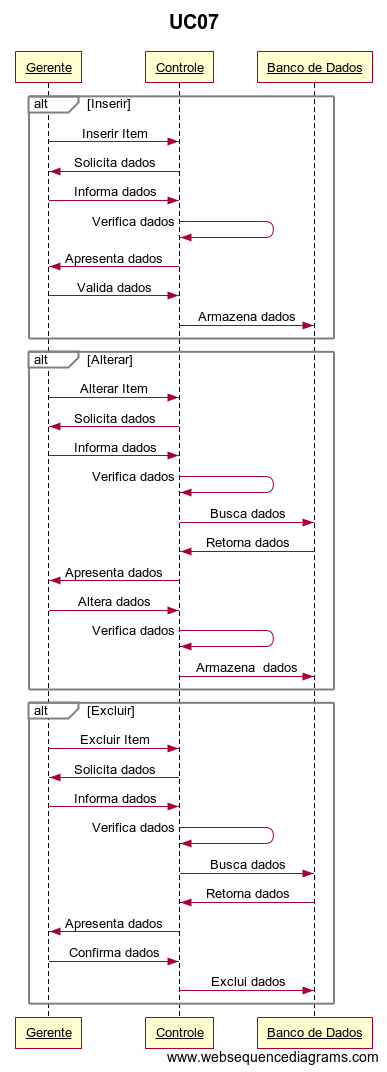 UC07
Gerente Controle Banco de Dados
alt [Inserir]
Inserir Item
Solicita dados
Informa dados
Verifica dados
Apresenta dados
Valida dados
Armazena dados
alt [Alterar]
Alterar Item
Solicita dados
Informa dados
Verifica dados
Busca dados
Retorna dados
Apresenta dados
Altera dados
Verifica dados
Armazena  dados
alt [Excluir]
Excluir Item
Solicita dados
Informa dados
Verifica dados
Busca dados
Retorna dados
Apresenta dados
Confirma dados
Exclui dados
Gerente Controle Banco de Dados
www.websequencediagrams.com